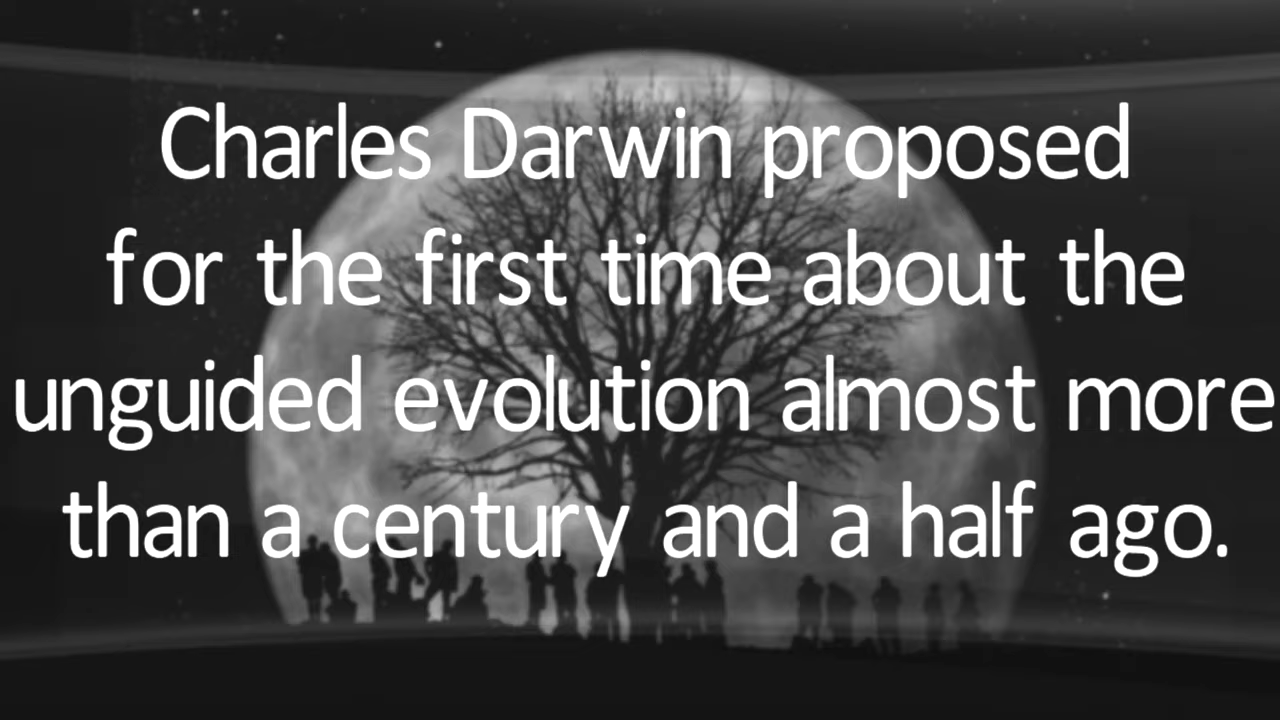 Charles Darwin proposed
for the first time about the
unguided evolution almost more
than a century and a half ago.